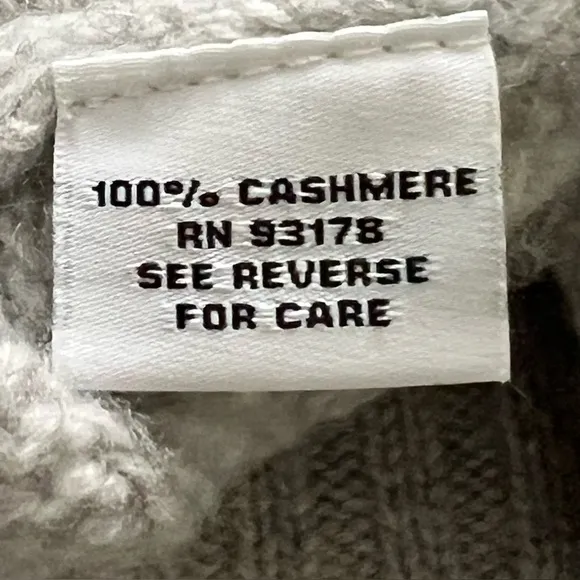 100% CASHMERE
RN 93178
SEE REVERSE
FOR CARE